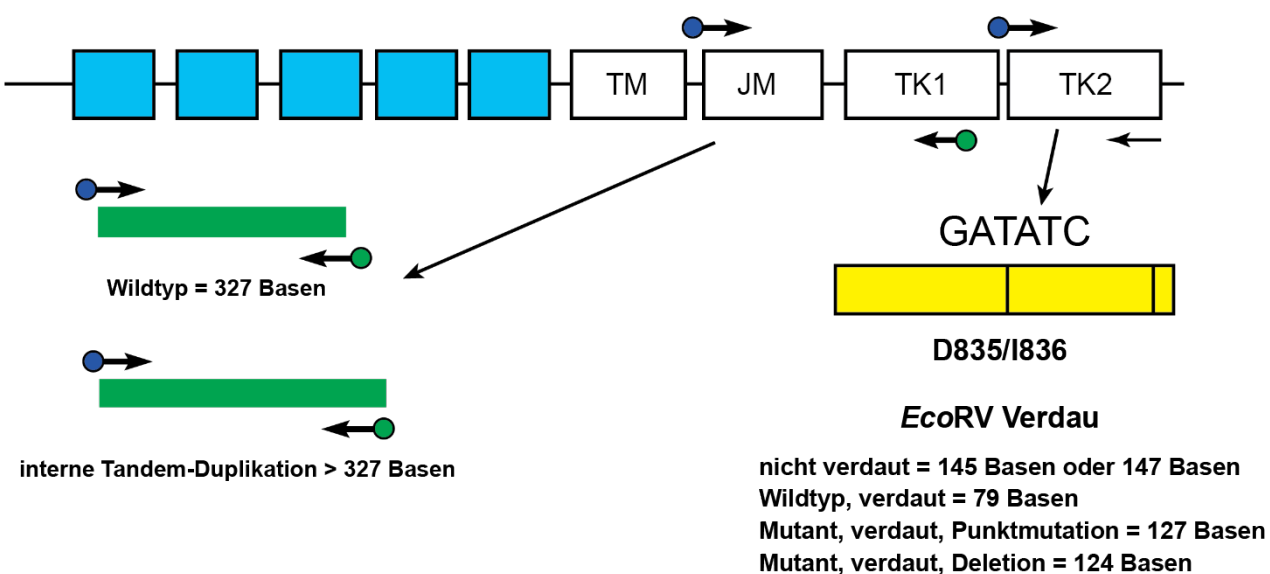 TM
JM
TK1
TK2
GATATC
Wildtyp = 327 Basen
D835/I836
EcoRV Verdau
interne Tandem-Duplikation > 327 Basen
nicht verdaut = 145 Basen oder 147 Basen
Wildtyp, verdaut = 79 Basen
Mutant, verdaut, Punktmutation = 127 Basen
Mutant, verdaut, Deletion = 124 Basen